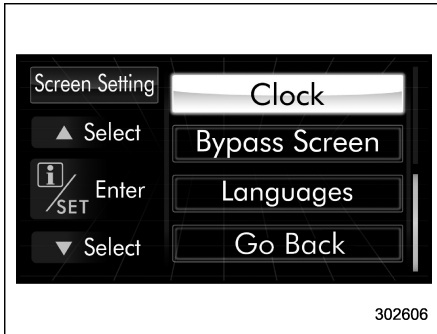 Screen Setting
Clock
▲ Select
Bypass Screen
i/SET Enter
Languages
▼ Select
Go Back
302606